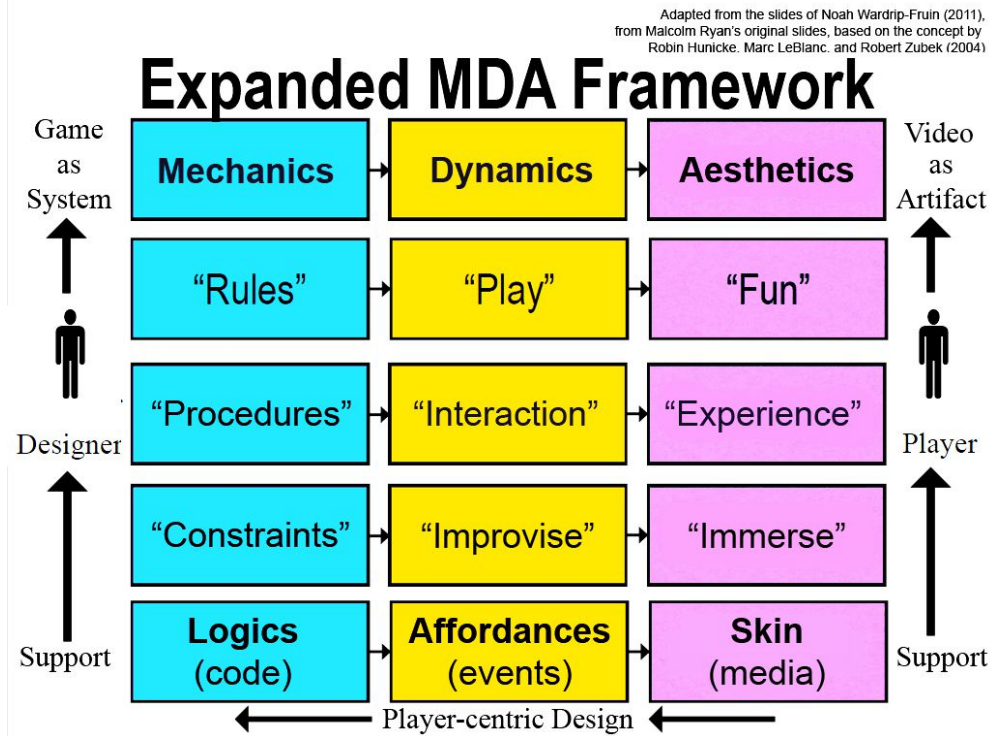 Adapted from the slides of Noah Wardrip-Fruin (2011),
from Malcolm Ryan's original slides, based on the concept by
Robin Hunicke, Marc LeBlanc, and Robert Zubek (2004)
Expanded MDA Framework
Game
as
System
Mechanics
Dynamics
Aesthetics
Video
as
Artifact
“Rules”
“Play”
“Fun”
Designer
“Procedures”
“Interaction”
“Experience”
Player
“Constraints”
“Improvise”
“Immerse”
Support
Logics
(code)
Affordances
(events)
Skin
(media)
Support
Player-centric Design